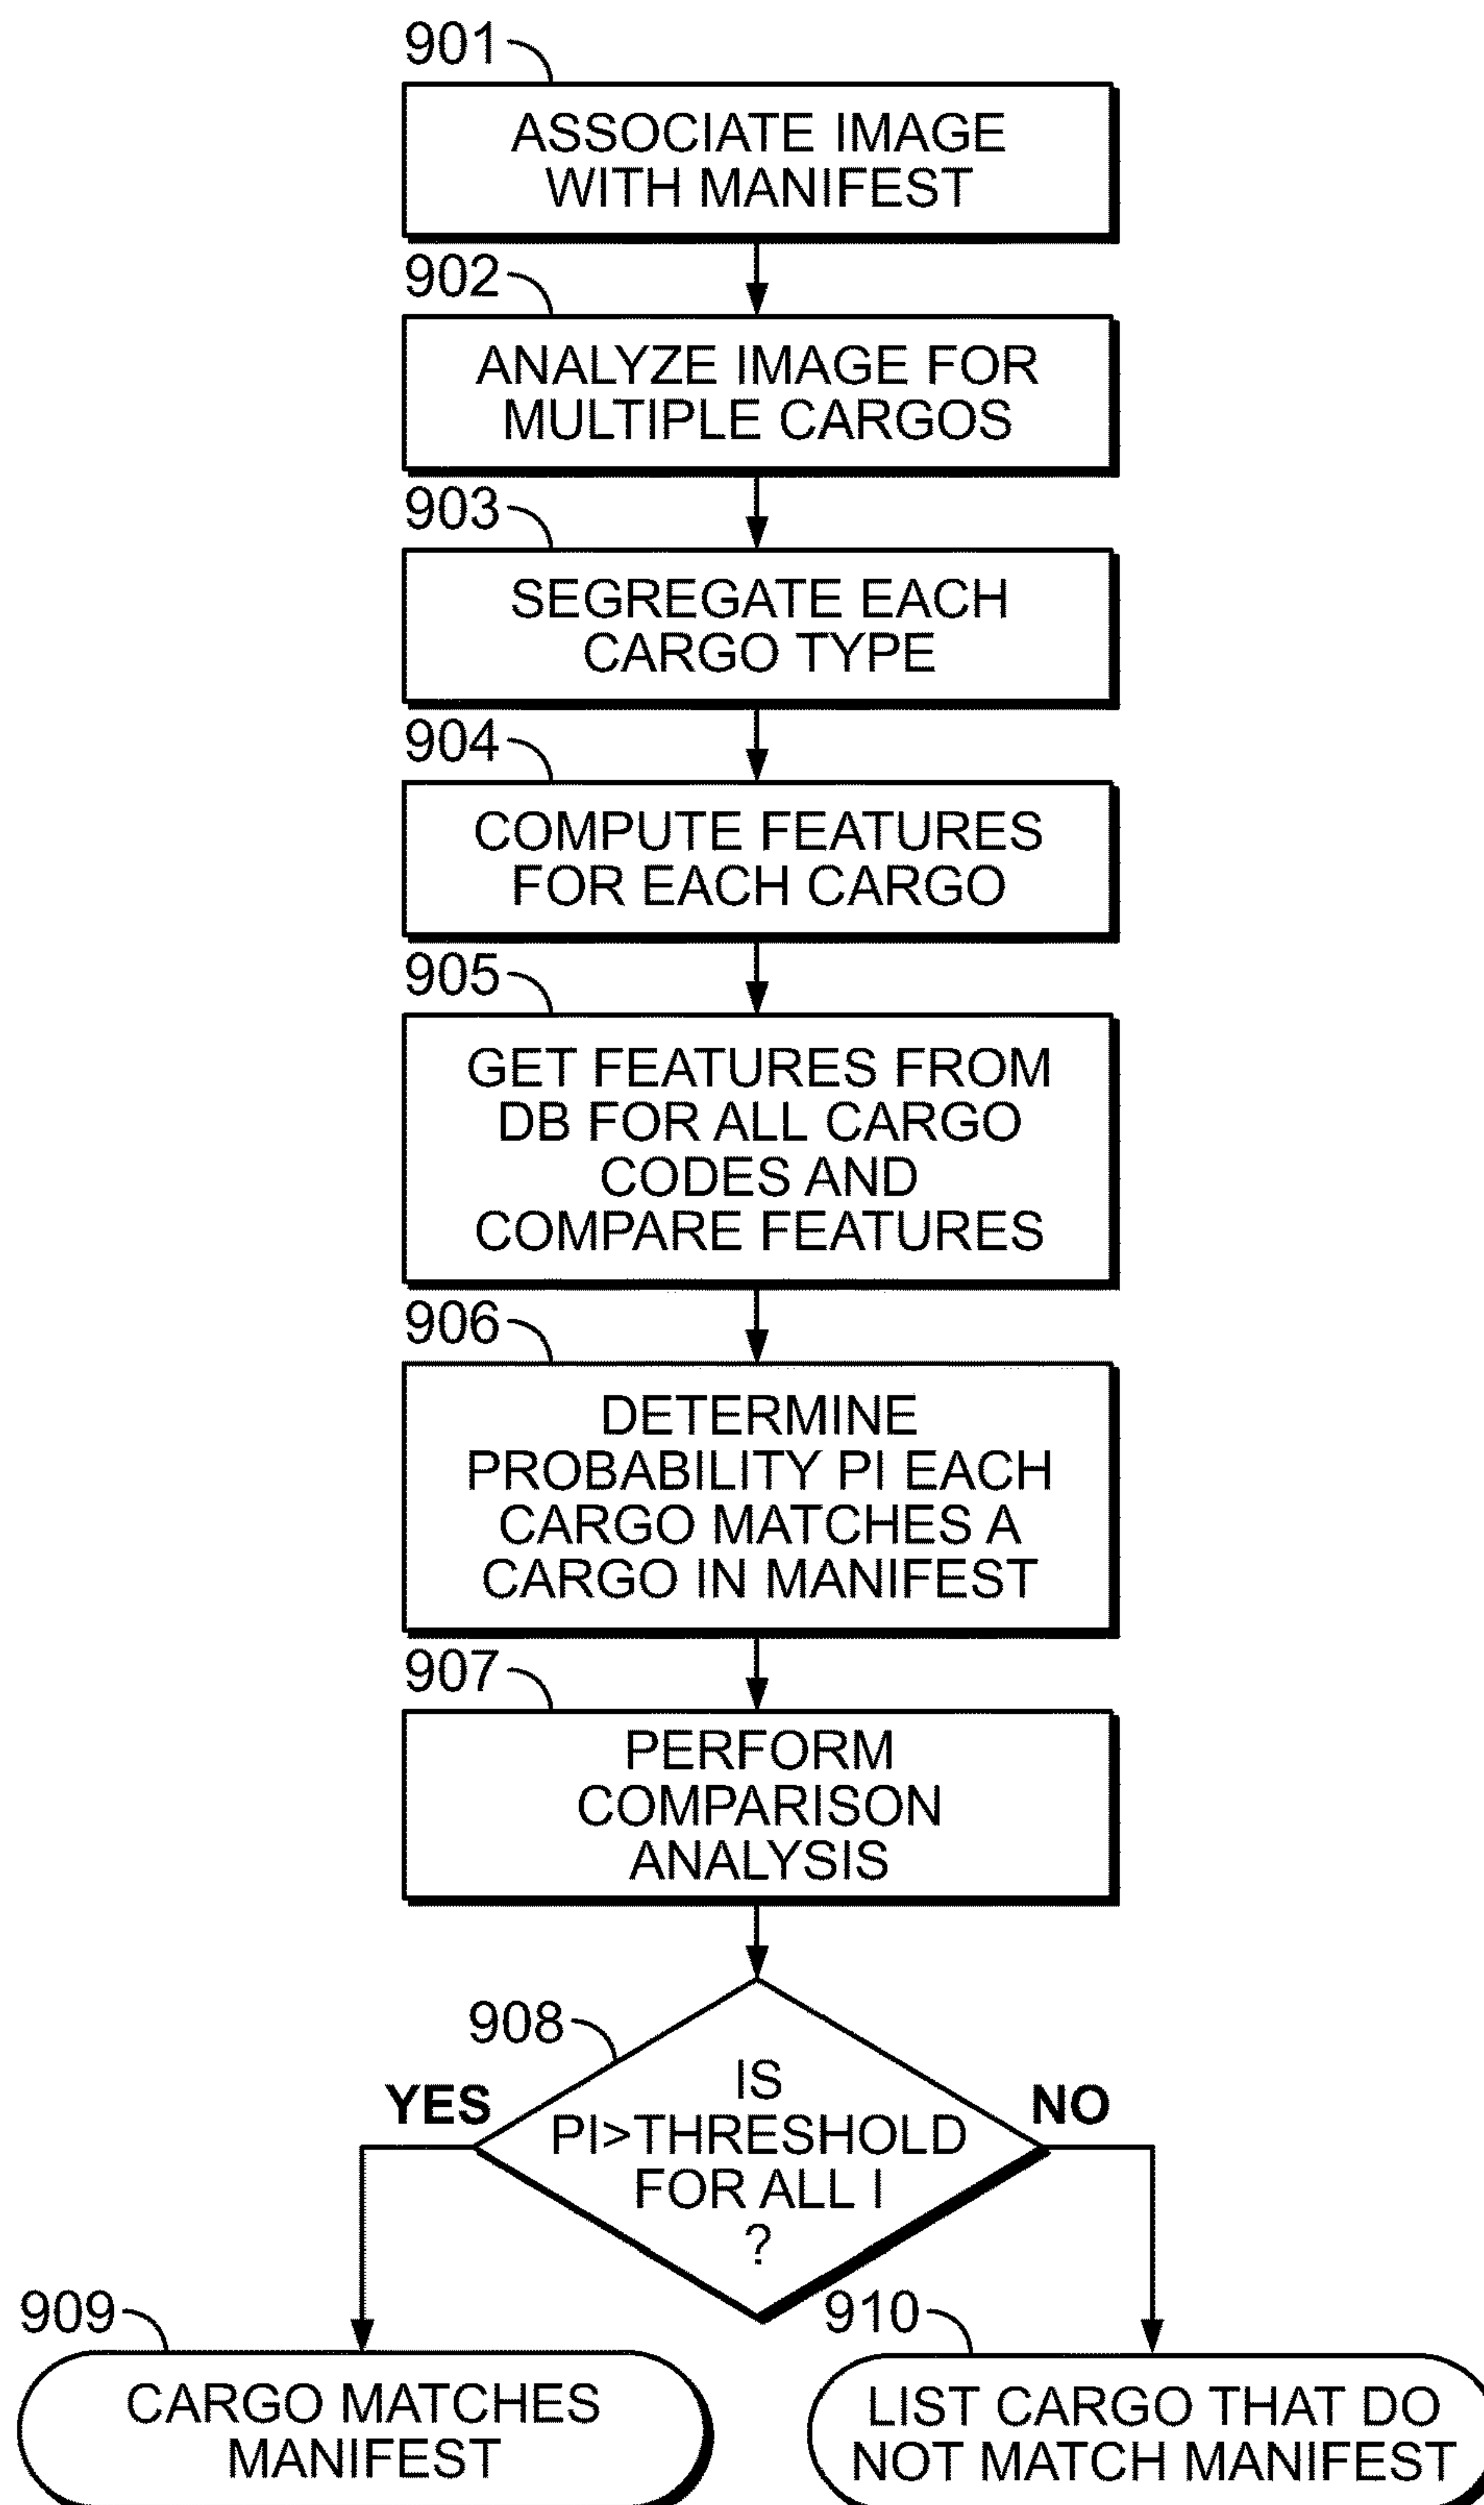 901
ASSOCIATE IMAGE
WITH MANIFEST
902
ANALYZE IMAGE FOR
MULTIPLE CARGOS
903
SEGREGATE EACH
CARGO TYPE
904
COMPUTE FEATURES
FOR EACH CARGO
905
GET FEATURES FROM
DB FOR ALL CARGO
CODES AND
COMPARE FEATURES
906
DETERMINE
PROBABILITY PI EACH
CARGO MATCHES A
CARGO IN MANIFEST
907
PERFORM
COMPARISON
ANALYSIS
908
IS
PI>THRESHOLD
FOR ALL I
?
YES
NO
909
CARGO MATCHES
MANIFEST
910
LIST CARGO THAT DO
NOT MATCH MANIFEST